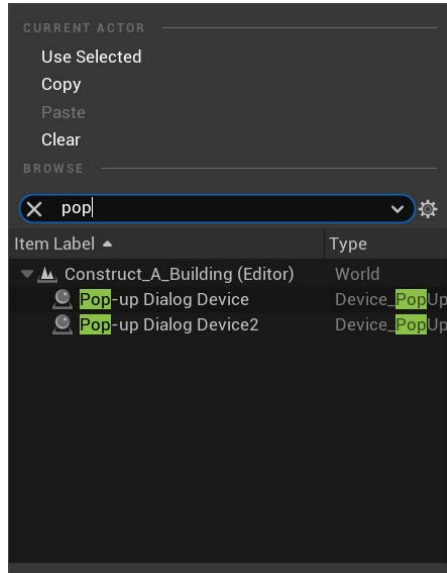 CURRENT ACTOR
Use Selected
Copy
Paste
Clear
BROWSE
pop
Item Label Type
Construct_A_Building (Editor) World
Pop-up Dialog Device Device_PopUp
Pop-up Dialog Device2 Device_PopUp